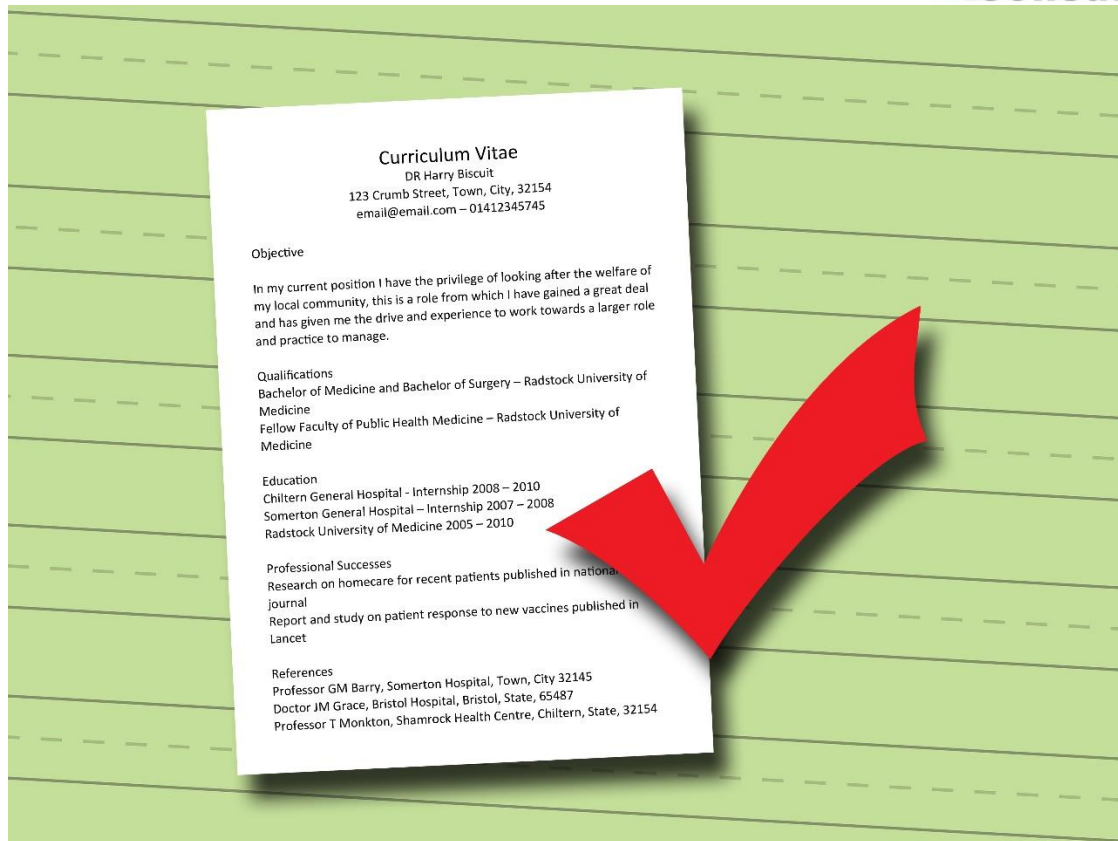 Curriculum Vitae
DR Harry Biscuit
123 Crumb Street, Town, City, 32154
email@email.com – 01412345745
Objective
In my current position I have the privilege of looking after the welfare of
my local community, this is a role from which I have gained a great deal
and has given me the drive and experience to work towards a larger role
and practice to manage.
Qualifications
Bachelor of Medicine and Bachelor of Surgery – Radstock University of
Medicine
Fellow Faculty of Public Health Medicine – Radstock University of
Medicine
Education
Chiltern General Hospital - Internship 2008 – 2010
Somerton General Hospital – Internship 2007 – 2008
Radstock University of Medicine 2005 – 2010
Professional Successes
Research on homecare for recent patients published in national
journal
Report and study on patient response to new vaccines published in
Lancet
References
Professor GM Barry, Somerton Hospital, Town, City 32145
Doctor JM Grace, Bristol Hospital, Bristol, State, 65487
Professor T Monkton, Shamrock Health Centre, Chiltern, State, 32154